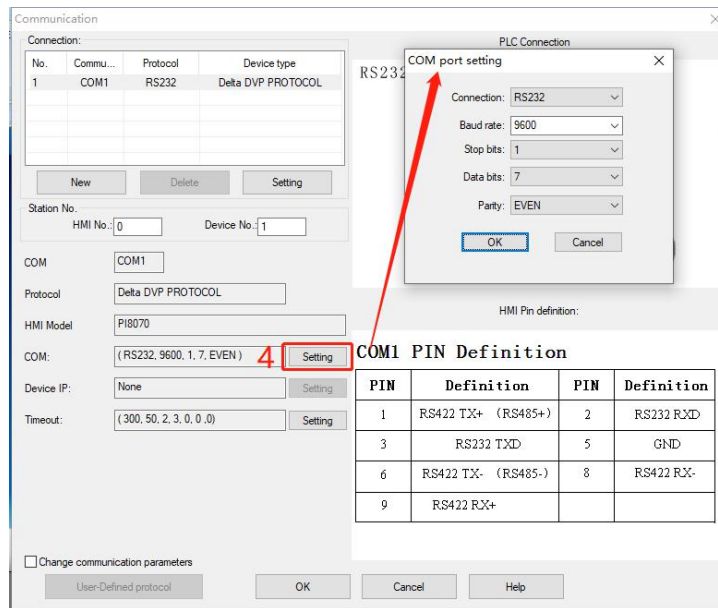 Communication
Connection:
No. Commu... Protocol Device type
1 COM1 RS232 Delta DVP PROTOCOL
New Delete Setting
Station No.
HMI No.: 0 Device No.: 1
COM COM1
Protocol Delta DVP PROTOCOL
HMI Model PI8070
COM: ( RS232, 9600, 1, 7, EVEN ) 4 Setting
Device IP: None Setting
Timeout: ( 300, 50, 2, 3, 0, 0 ,0) Setting
Change communication parameters
User-Defined protocol OK Cancel Help
PLC Connection
RS232
COM port setting
Connection: RS232
Baud rate: 9600
Stop bits: 1
Data bits: 7
Parity: EVEN
OK Cancel
HMI Pin definition:
COM1 PIN Definition
PIN Definition PIN Definition
1 RS422 TX+ (RS485+) 2 RS232 RXD
3 RS232 TXD 5 GND
6 RS422 TX- (RS485-) 8 RS422 RX-
9 RS422 RX+